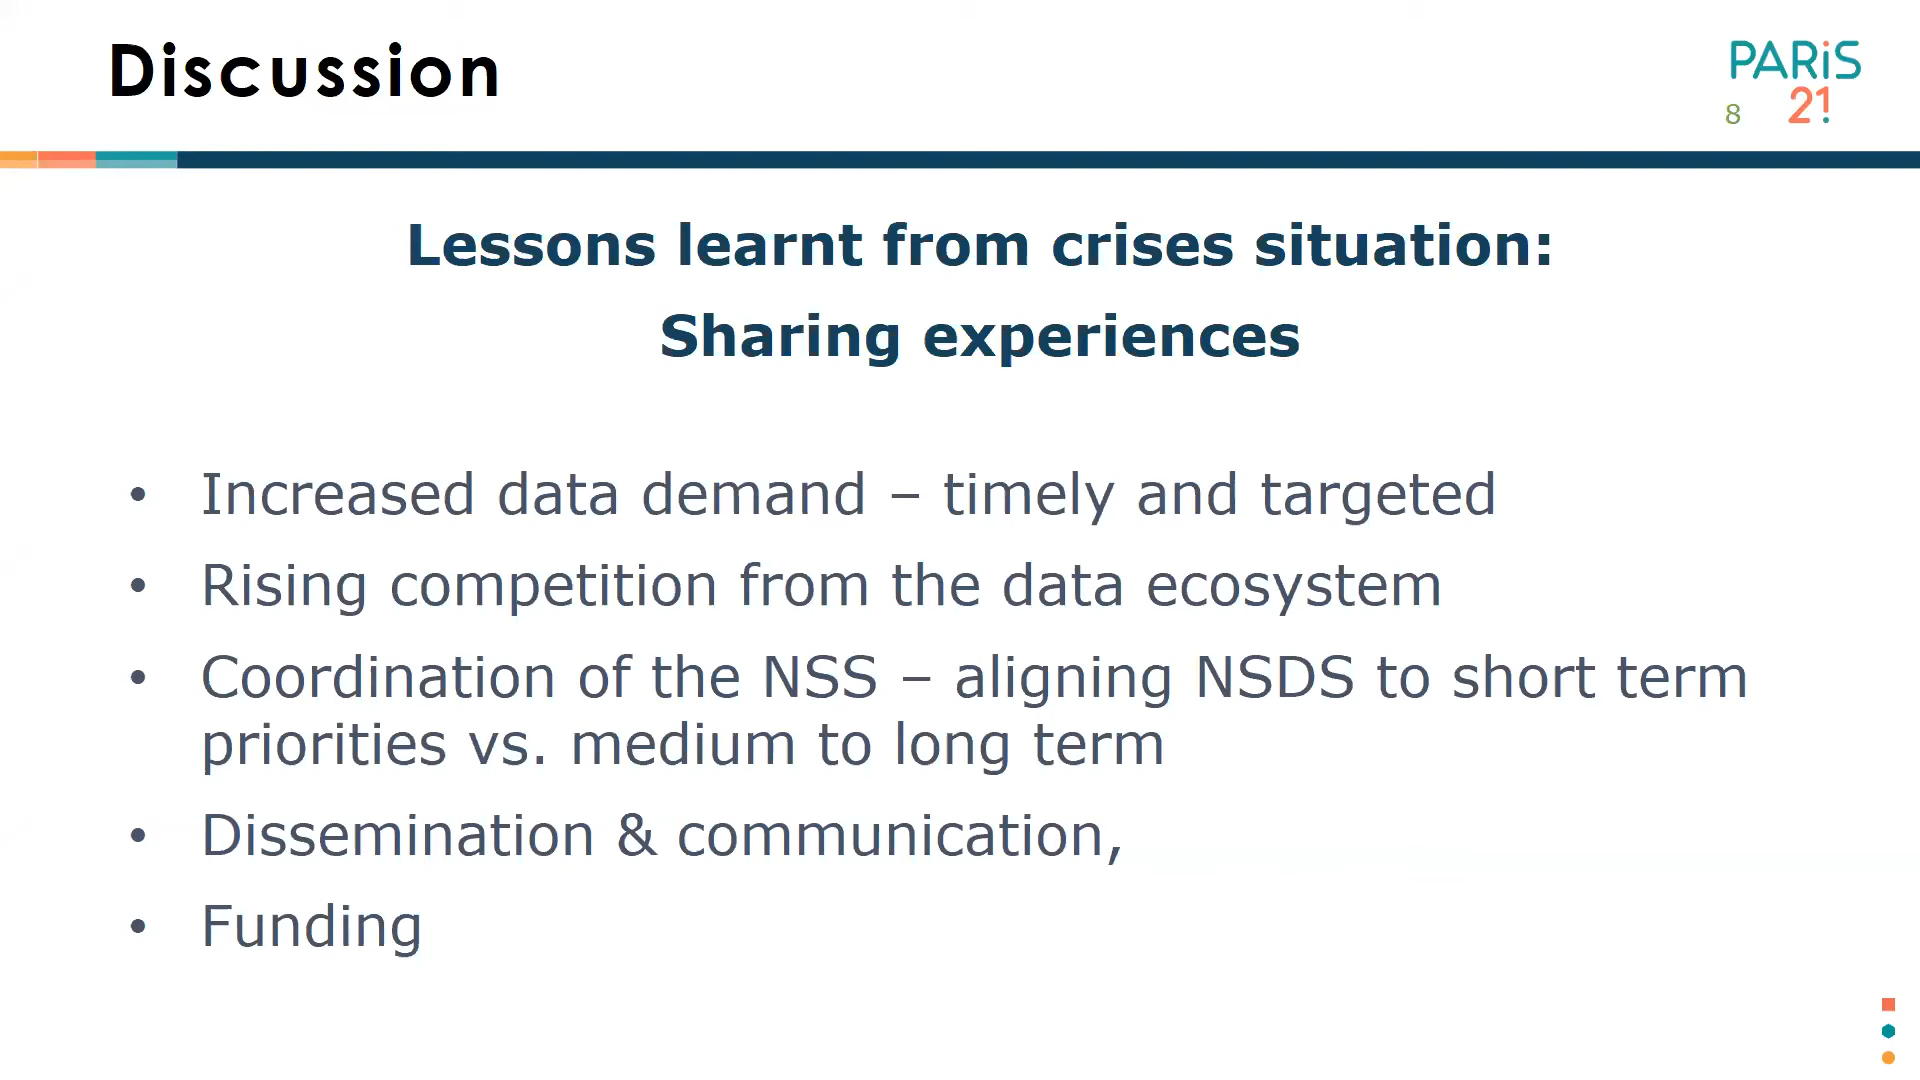 Discussion
PARiS
21
8
Lessons learnt from crises situation:
Sharing experiences
• Increased data demand – timely and targeted
• Rising competition from the data ecosystem
• Coordination of the NSS – aligning NSDS to short term
priorities vs. medium to long term
• Dissemination & communication,
• Funding